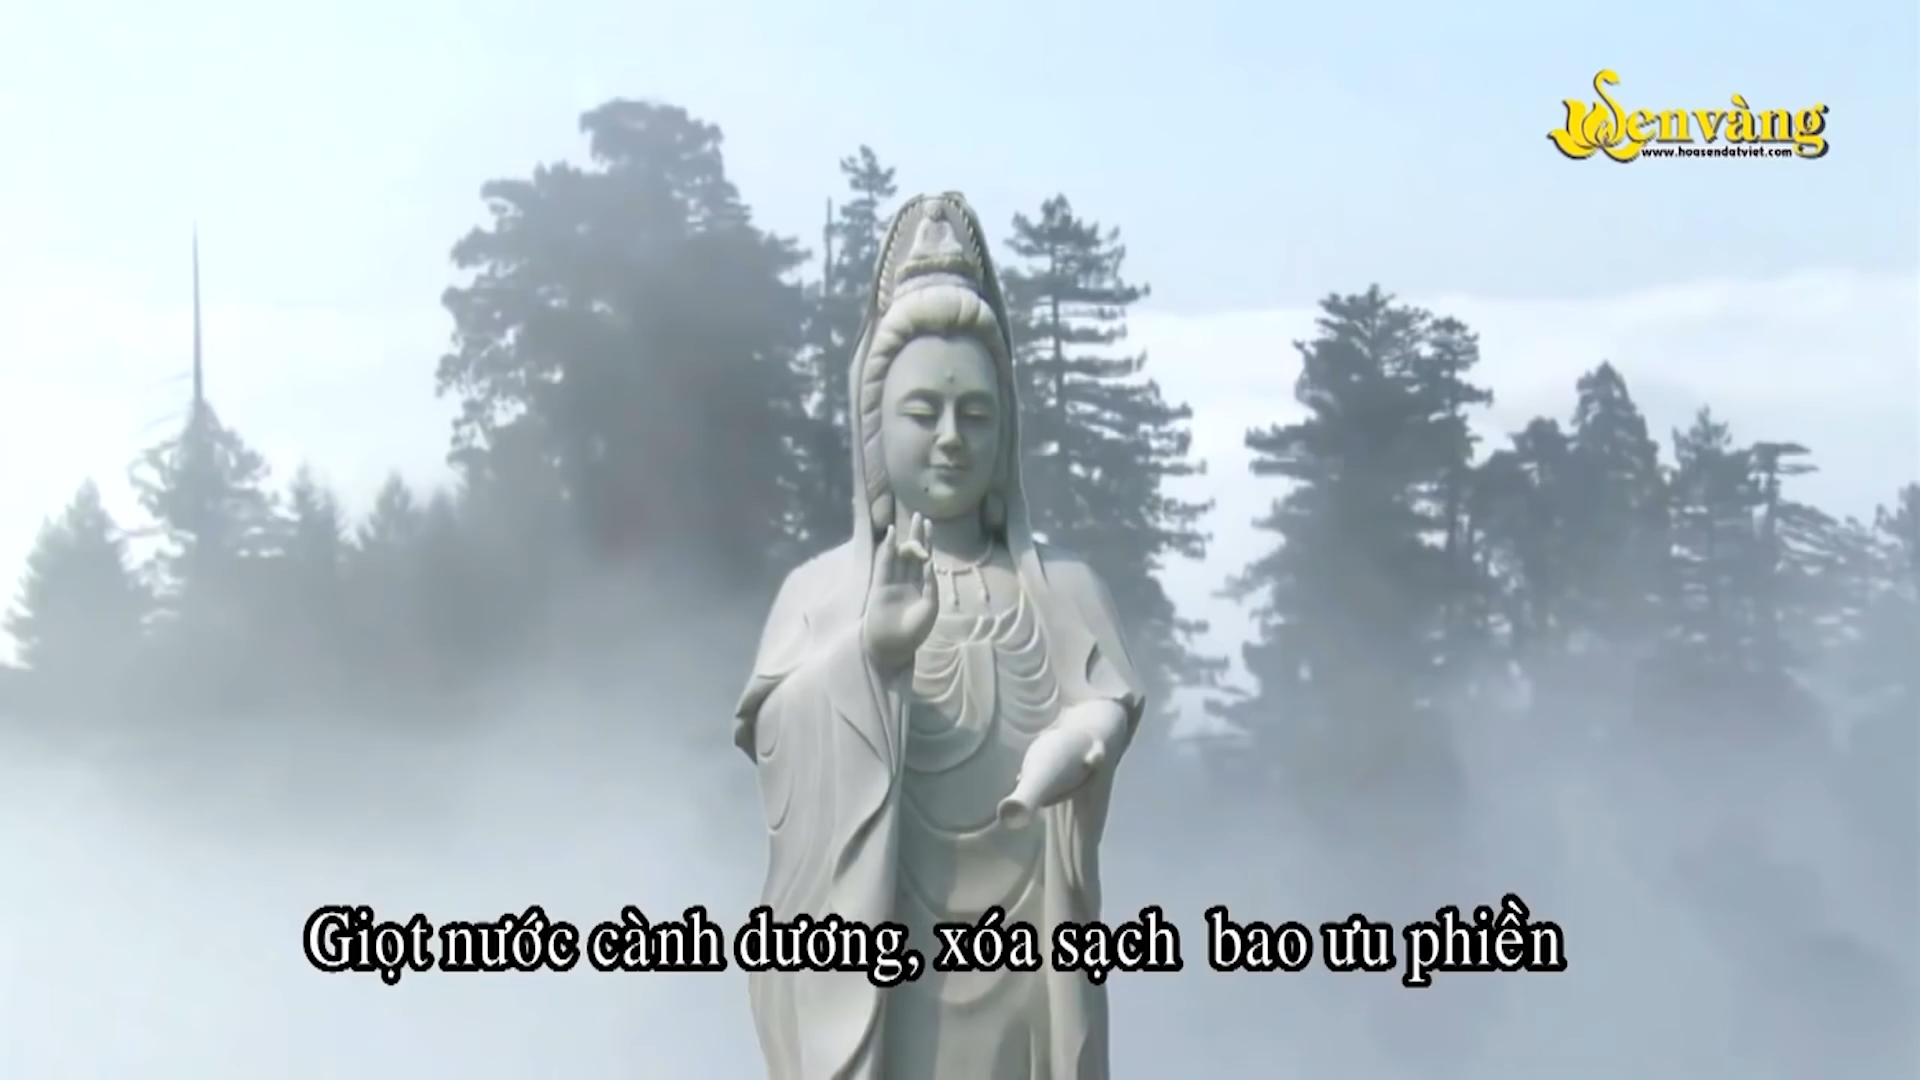 Senvàng
www.hoasendatviet.com
Giọt nước cành dương, xóa sạch bao ưu phiền